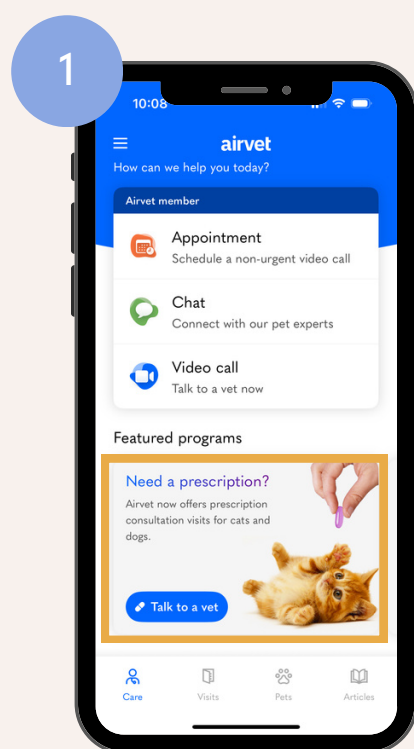 1
10:08
airvet
How can we help you today?
Airvet member
Appointment
Schedule a non-urgent video call
Chat
Connect with our pet experts
Video call
Talk to a vet now
Featured programs
Need a prescription?
Airvet now offers prescription
consultation visits for cats and
dogs.
Talk to a vet
Care
Visits
Pets
Articles